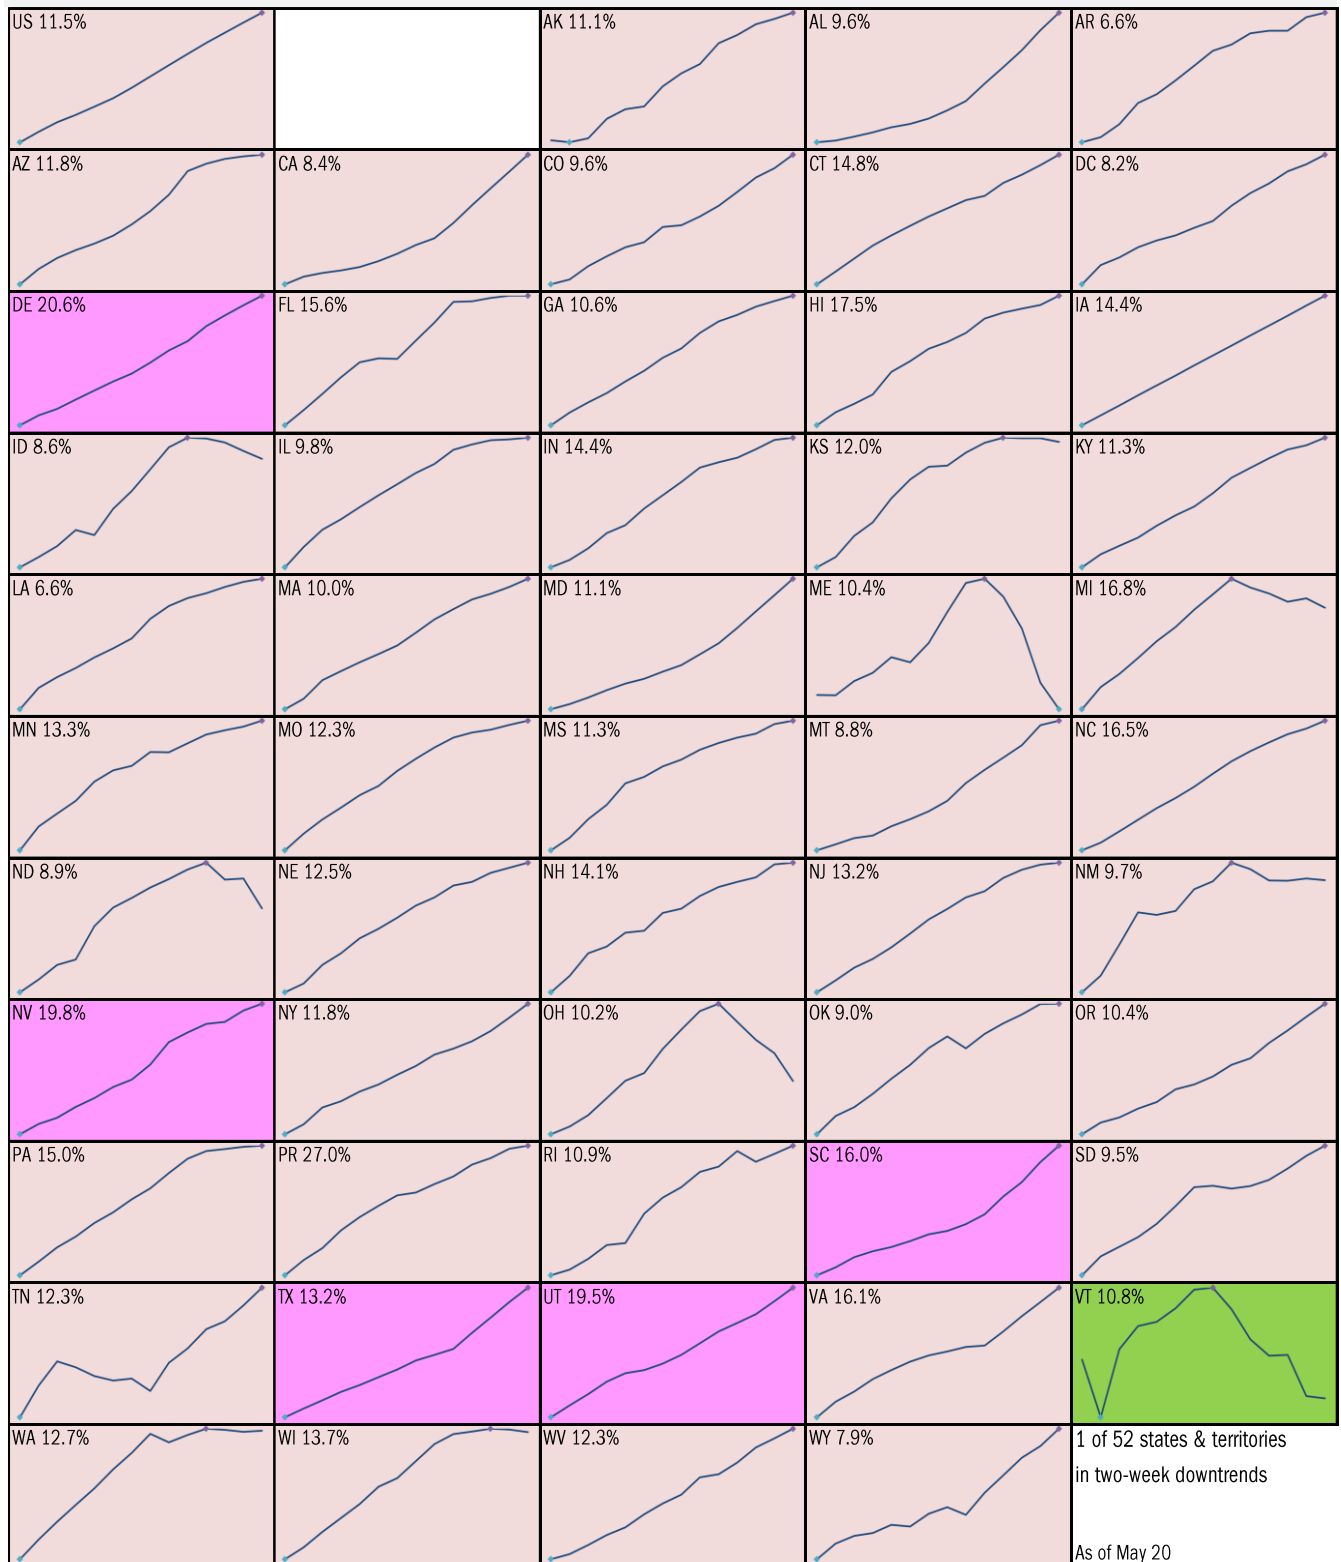 US 11.5%
AK 11.1%
AL 9.6%
AR 6.6%
AZ 11.8%
CA 8.4%
CO 9.6%
CT 14.8%
DC 8.2%
DE 20.6%
FL 15.6%
GA 10.6%
HI 17.5%
IA 14.4%
ID 8.6%
IL 9.8%
IN 14.4%
KS 12.0%
KY 11.3%
LA 6.6%
MA 10.0%
MD 11.1%
ME 10.4%
MI 16.8%
MN 13.3%
MO 12.3%
MS 11.3%
MT 8.8%
NC 16.5%
ND 8.9%
NE 12.5%
NH 14.1%
NJ 13.2%
NM 9.7%
NV 19.8%
NY 11.8%
OH 10.2%
OK 9.0%
OR 10.4%
PA 15.0%
PR 27.0%
RI 10.9%
SC 16.0%
SD 9.5%
TN 12.3%
TX 13.2%
UT 19.5%
VA 16.1%
VT 10.8%
WA 12.7%
WI 13.7%
WV 12.3%
WY 7.9%
1 of 52 states & territories
in two-week downtrends
As of May 20